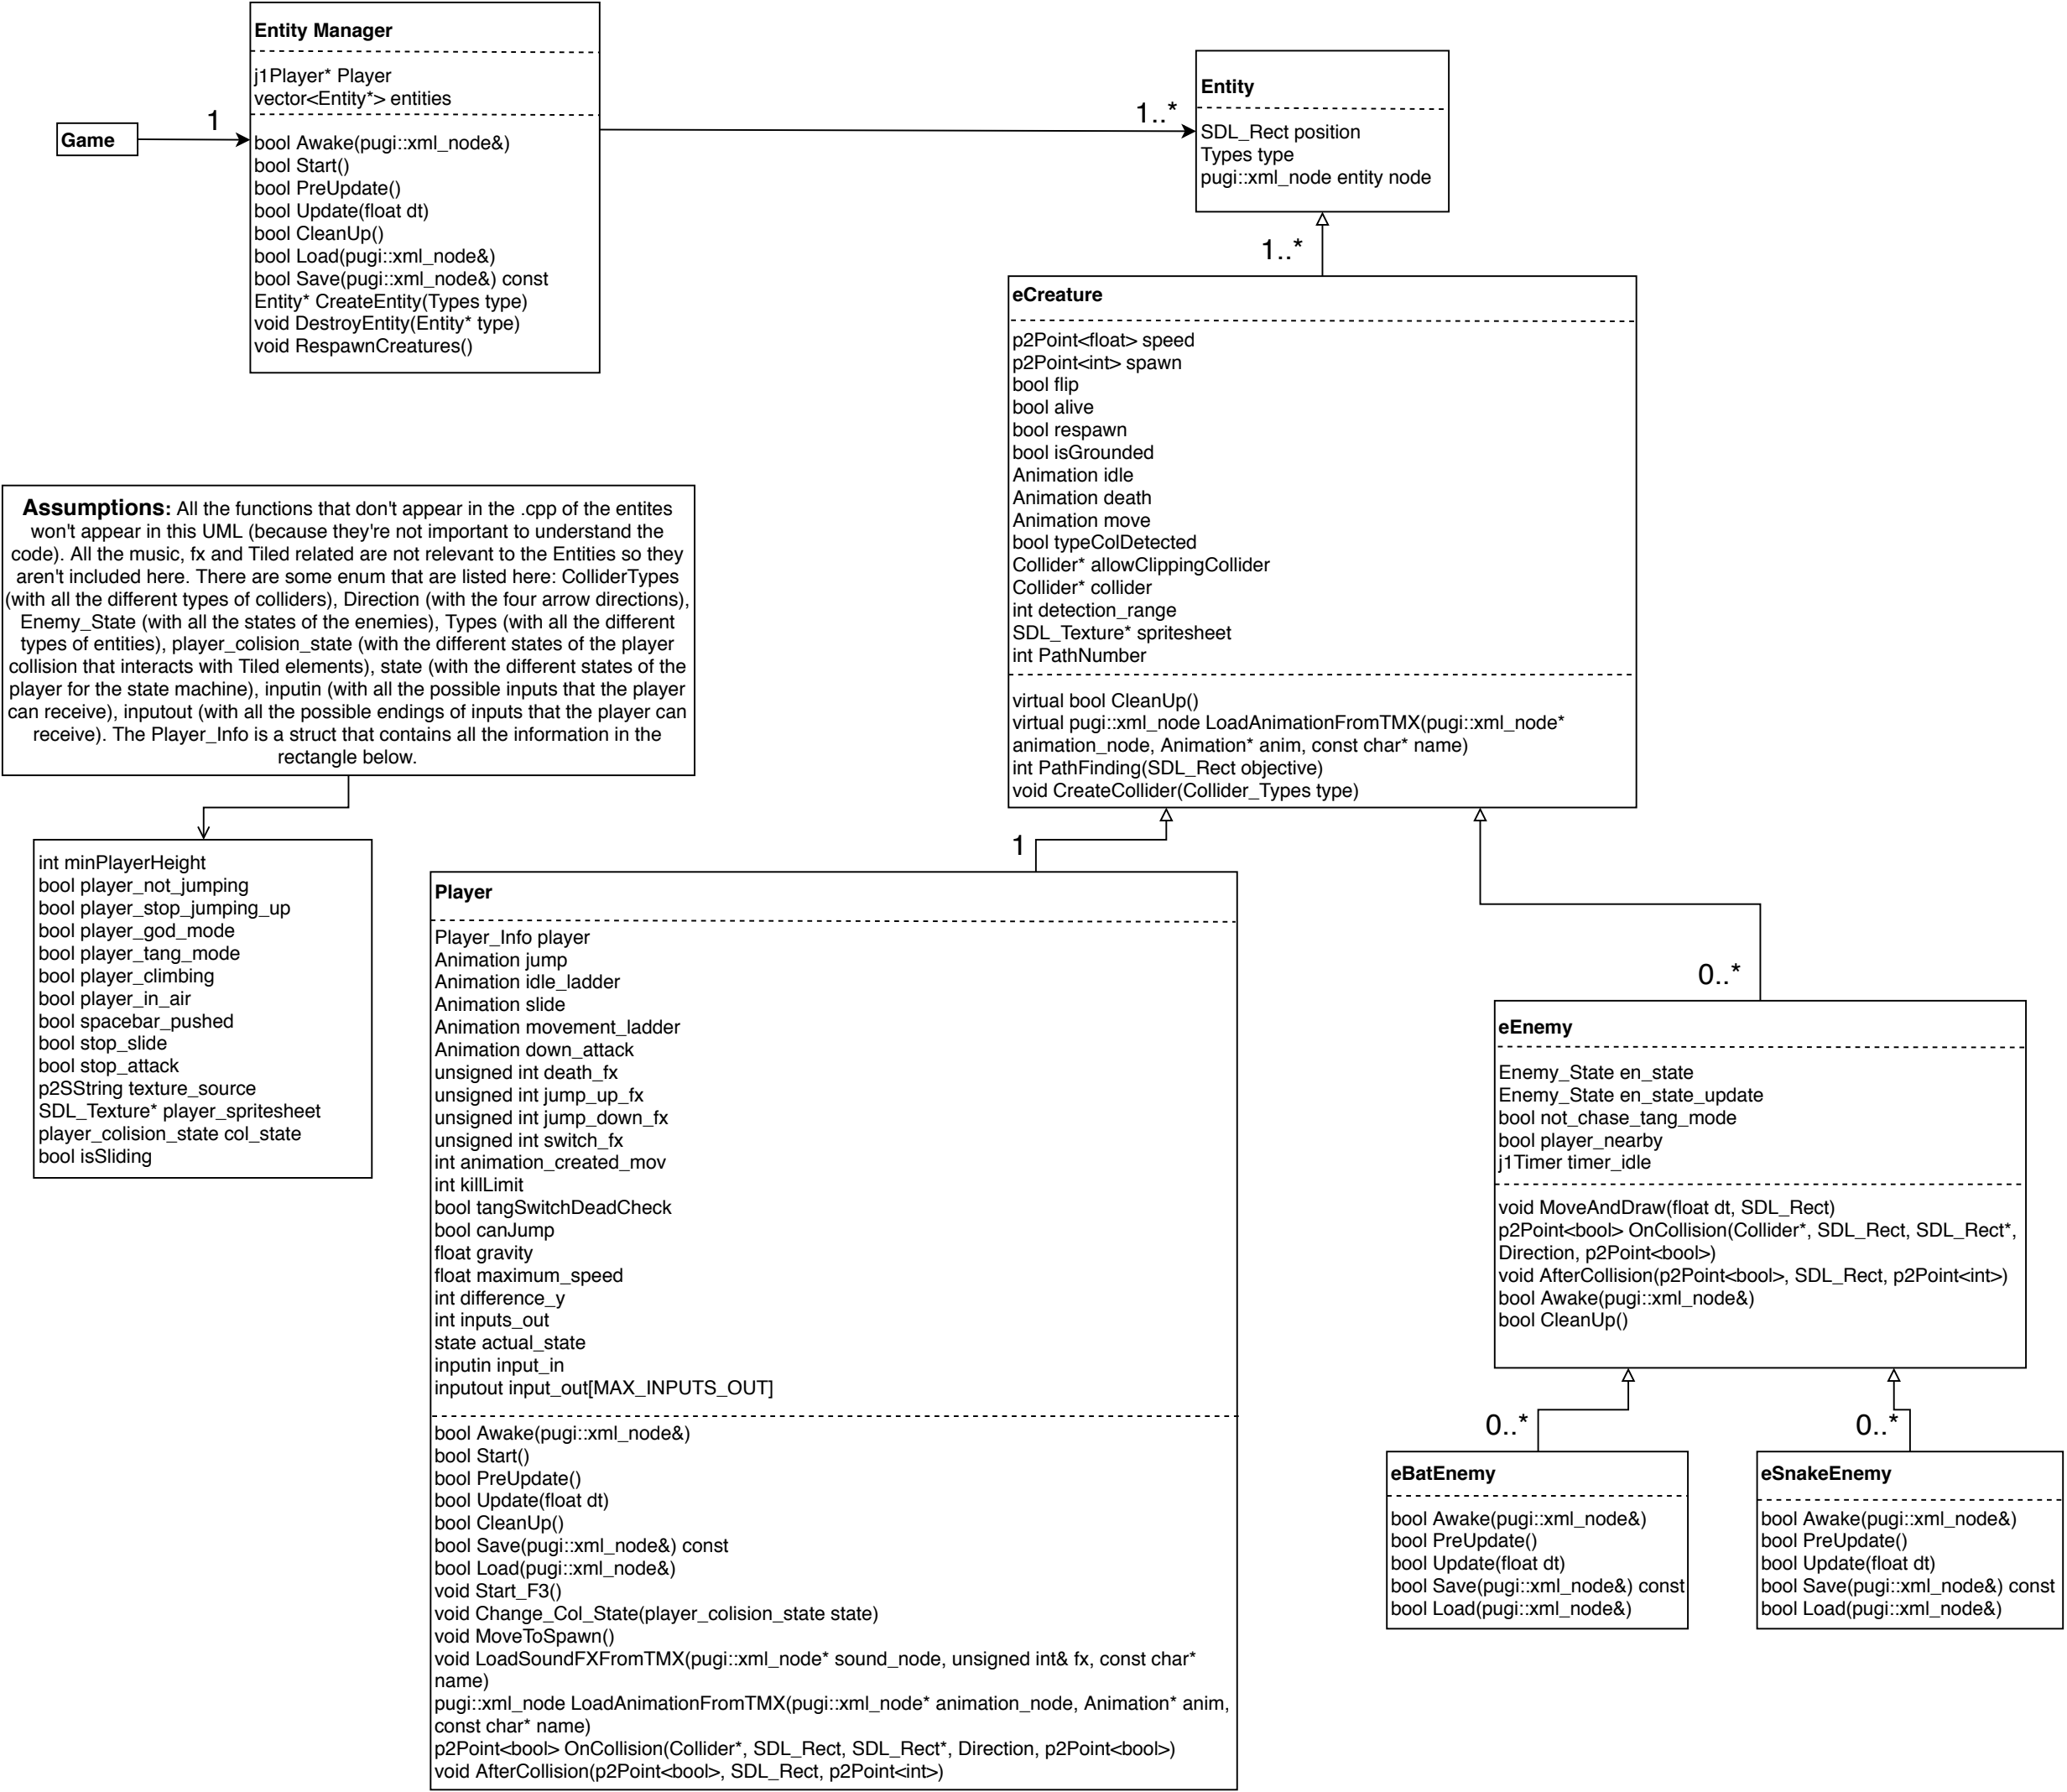 Entity Manager
j1Player* Player
vector<Entity*> entities
bool Awake(pugi::xml_node&)
bool Start()
bool PreUpdate()
bool Update(float dt)
bool CleanUp()
bool Load(pugi::xml_node&)
bool Save(pugi::xml_node&) const
Entity* CreateEntity(Types type)
void DestroyEntity(Entity* type)
void RespawnCreatures()
Game
1
1..*
Entity
SDL_Rect position
Types type
pugi::xml_node entity node
1..*
eCreature
p2Point<float> speed
p2Point<int> spawn
bool flip
bool alive
bool respawn
bool isGrounded
Animation idle
Animation death
Animation move
bool typeColDetected
Collider* allowClippingCollider
Collider* collider
int detection_range
SDL_Texture* spritesheet
int PathNumber
virtual bool CleanUp()
virtual pugi::xml_node LoadAnimationFromTMX(pugi::xml_node*
animation_node, Animation* anim, const char* name)
int PathFinding(SDL_Rect objective)
void CreateCollider(Collider_Types type)
Assumptions: All the functions that don't appear in the .cpp of the entites
won't appear in this UML (because they're not important to understand the
code). All the music, fx and Tiled related are not relevant to the Entities so they
aren't included here. There are some enum that are listed here: ColliderTypes
(with all the different types of colliders), Direction (with the four arrow directions),
Enemy_State (with all the states of the enemies), Types (with all the different
types of entities), player_colision_state (with the different states of the player
collision that interacts with Tiled elements), state (with the different states of the
player for the state machine), inputin (with all the possible inputs that the player
can receive), inputout (with all the possible endings of inputs that the player can
receive). The Player_Info is a struct that contains all the information in the
rectangle below.
int minPlayerHeight
bool player_not_jumping
bool player_stop_jumping_up
bool player_god_mode
bool player_tang_mode
bool player_climbing
bool player_in_air
bool spacebar_pushed
bool stop_slide
bool stop_attack
p2SString texture_source
SDL_Texture* player_spritesheet
player_colision_state col_state
bool isSliding
1
Player
Player_Info player
Animation jump
Animation idle_ladder
Animation slide
Animation movement_ladder
Animation down_attack
unsigned int death_fx
unsigned int jump_up_fx
unsigned int jump_down_fx
unsigned int switch_fx
int animation_created_mov
int killLimit
bool tangSwitchDeadCheck
bool canJump
float gravity
float maximum_speed
int difference_y
int inputs_out
state actual_state
inputin input_in
inputout input_out[MAX_INPUTS_OUT]
bool Awake(pugi::xml_node&)
bool Start()
bool PreUpdate()
bool Update(float dt)
bool CleanUp()
bool Save(pugi::xml_node&) const
bool Load(pugi::xml_node&)
void Start_F3()
void Change_Col_State(player_colision_state state)
void MoveToSpawn()
void LoadSoundFXFromTMX(pugi::xml_node* sound_node, unsigned int& fx, const char*
name)
pugi::xml_node LoadAnimationFromTMX(pugi::xml_node* animation_node, Animation* anim,
const char* name)
p2Point<bool> OnCollision(Collider*, SDL_Rect, SDL_Rect*, Direction, p2Point<bool>)
void AfterCollision(p2Point<bool>, SDL_Rect, p2Point<int>)
0..*
eEnemy
Enemy_State en_state
Enemy_State en_state_update
bool not_chase_tang_mode
bool player_nearby
j1Timer timer_idle
void MoveAndDraw(float dt, SDL_Rect)
p2Point<bool> OnCollision(Collider*, SDL_Rect, SDL_Rect*,
Direction, p2Point<bool>)
void AfterCollision(p2Point<bool>, SDL_Rect, p2Point<int>)
bool Awake(pugi::xml_node&)
bool CleanUp()
0..*
eBatEnemy
bool Awake(pugi::xml_node&)
bool PreUpdate()
bool Update(float dt)
bool Save(pugi::xml_node&) const
bool Load(pugi::xml_node&)
0..*
eSnakeEnemy
bool Awake(pugi::xml_node&)
bool PreUpdate()
bool Update(float dt)
bool Save(pugi::xml_node&) const
bool Load(pugi::xml_node&)